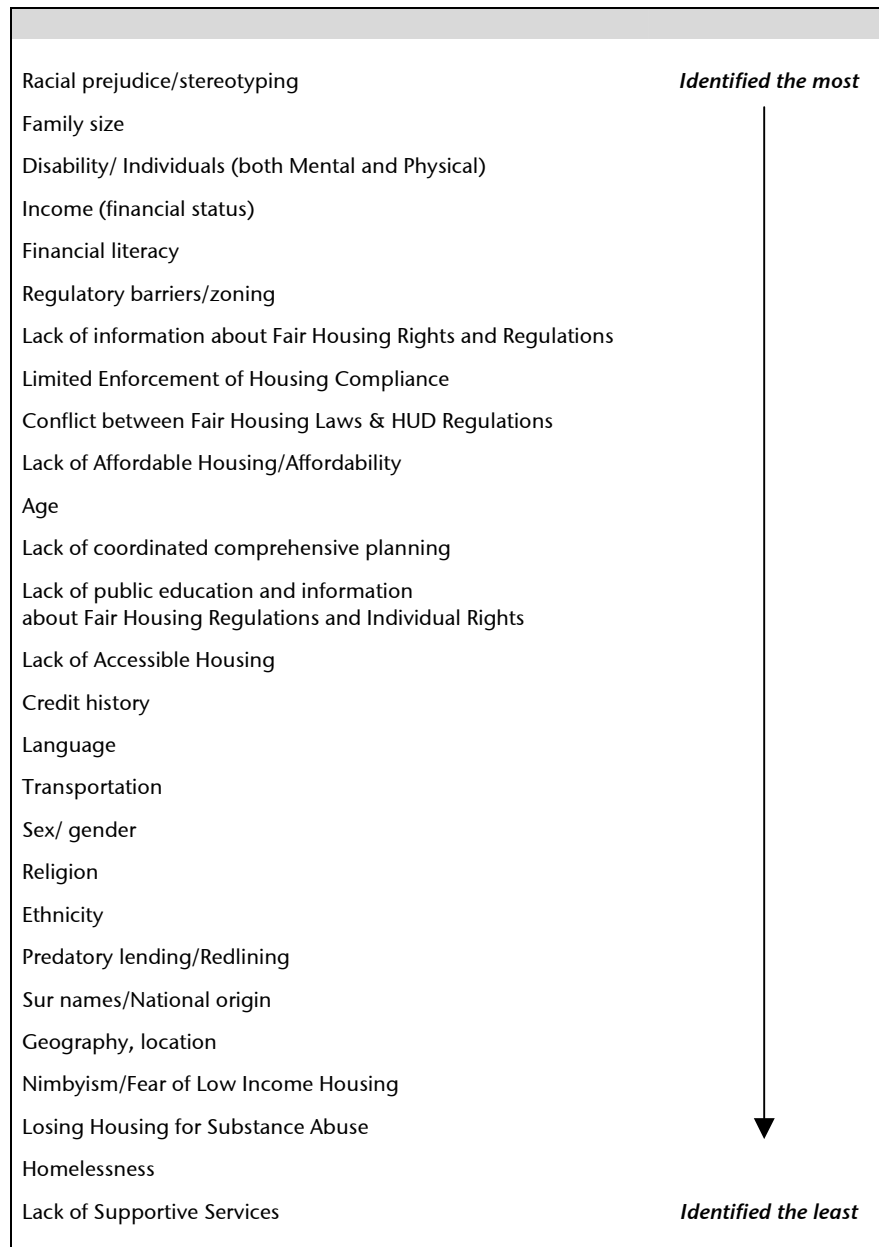 Racial prejudice/stereotyping Identified the most
Family size
Disability/ Individuals (both Mental and Physical)
Income (financial status)
Financial literacy
Regulatory barriers/zoning
Lack of information about Fair Housing Rights and Regulations
Limited Enforcement of Housing Compliance
Conflict between Fair Housing Laws & HUD Regulations
Lack of Affordable Housing/Affordability
Age
Lack of coordinated comprehensive planning
Lack of public education and information
about Fair Housing Regulations and Individual Rights
Lack of Accessible Housing
Credit history
Language
Transportation
Sex/ gender
Religion
Ethnicity
Predatory lending/Redlining
Sur names/National origin
Geography, location
Nimbyism/Fear of Low Income Housing
Losing Housing for Substance Abuse
Homelessness
Lack of Supportive Services Identified the least